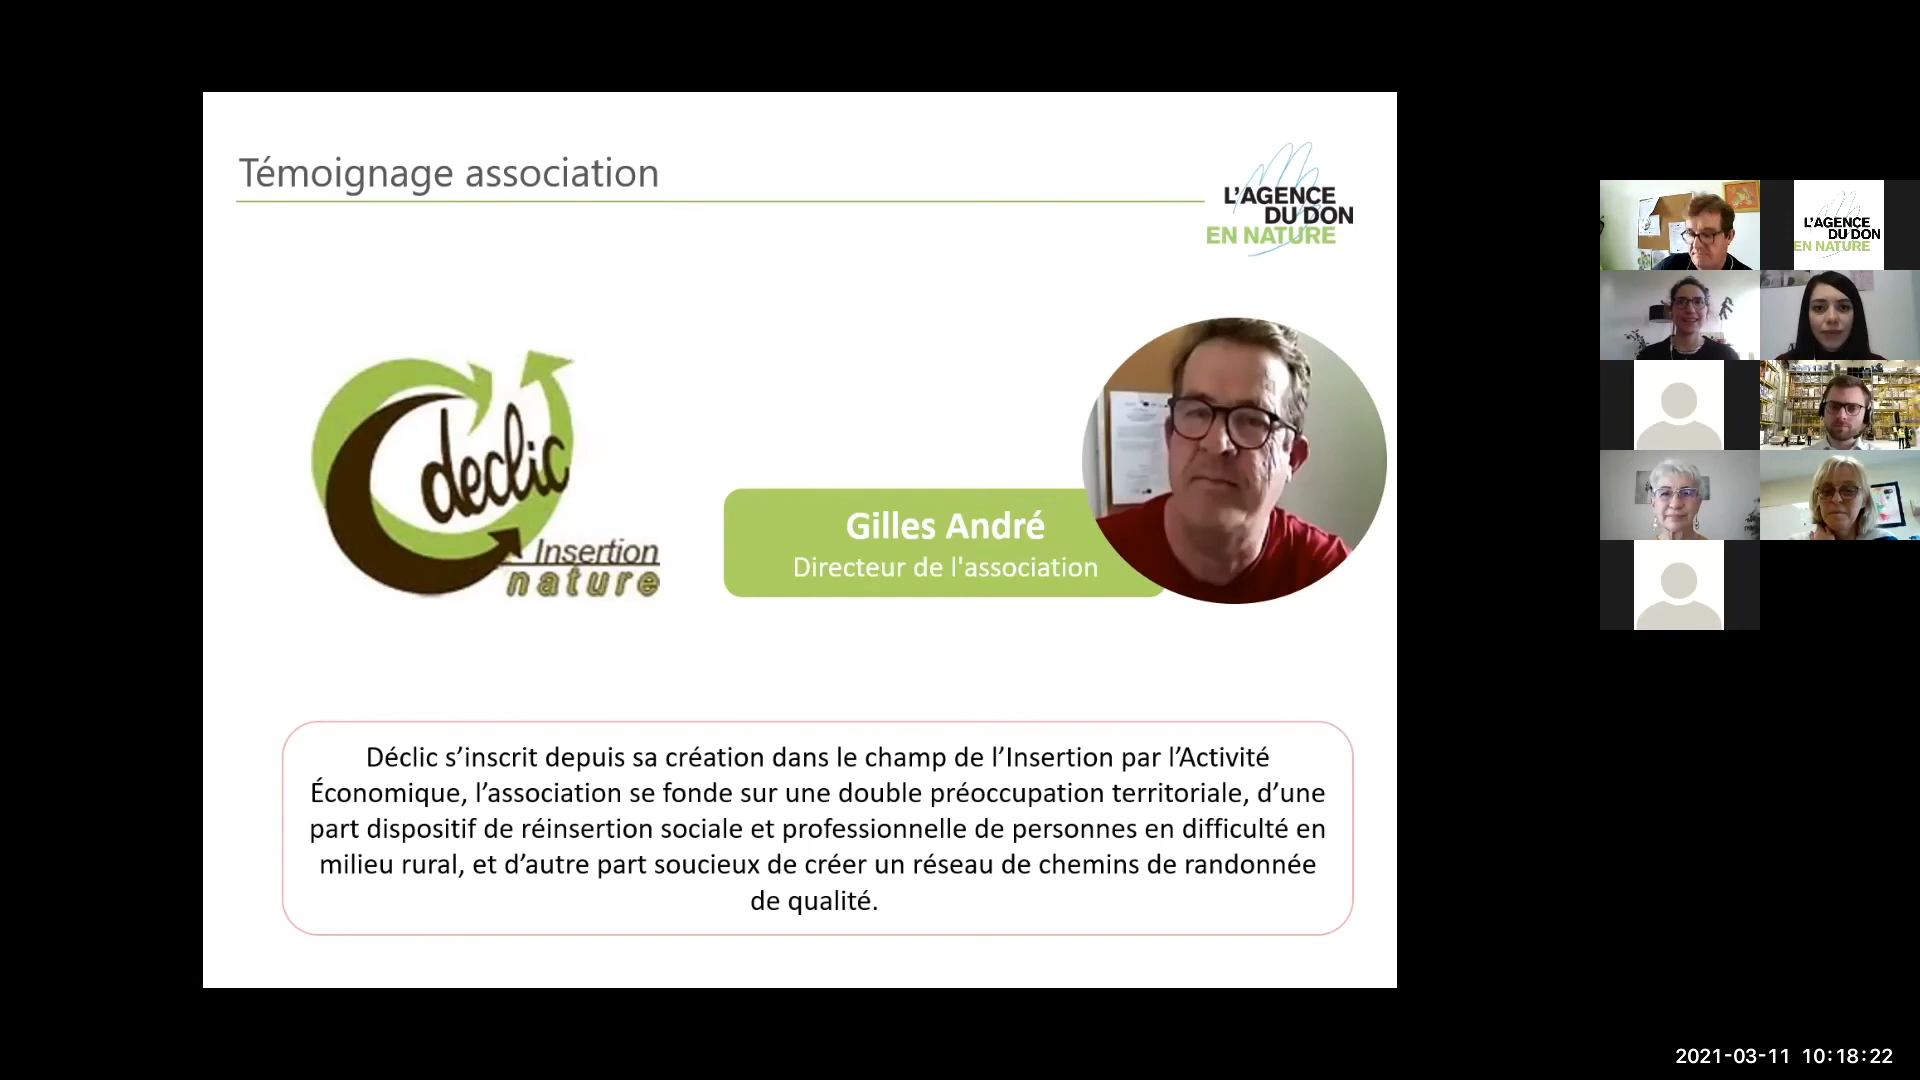 Témoignage association
L'AGENCE
DU DON
EN NATURE
declic
Insertion
nature
Gilles André
Directeur de l'association
Déclic s’inscrit depuis sa création dans le champ de l’Insertion par l’Activité
Économique, l’association se fonde sur une double préoccupation territoriale, d’une
part dispositif de réinsertion sociale et professionnelle de personnes en difficulté en
milieu rural, et d’autre part soucieux de créer un réseau de chemins de randonnée
de qualité.
L'AGENCE
DU DON
EN NATURE
2021-03-11 10:18:22